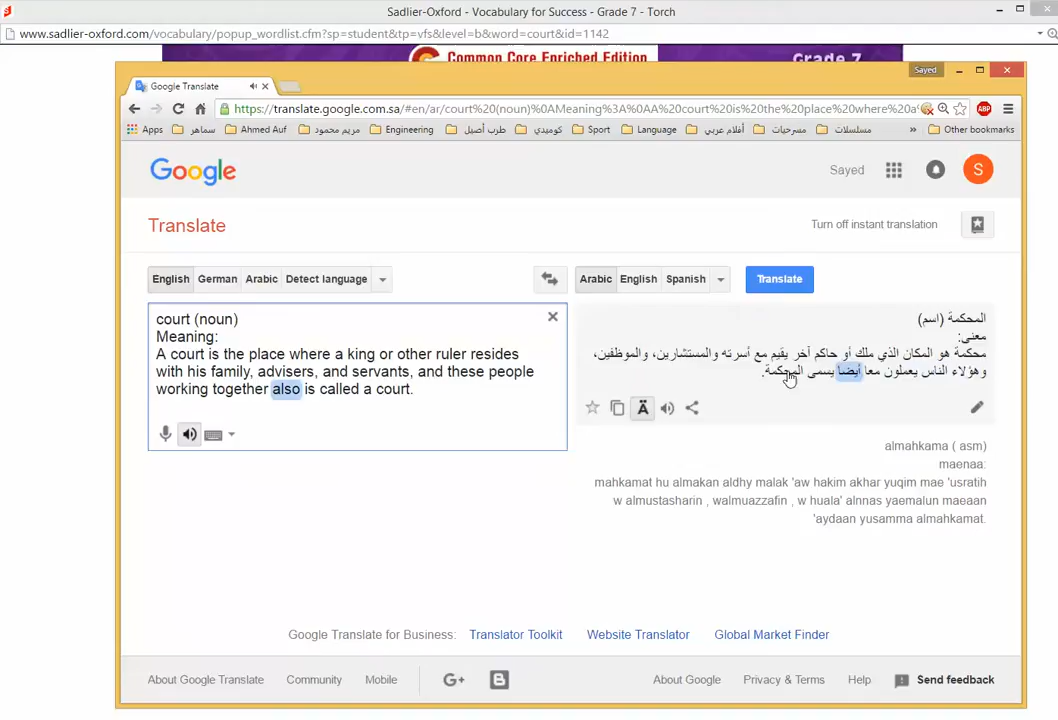 Sadlier-Oxford - Vocabulary for Success - Grade 7 - Torch
www.sadlier-oxford.com/vocabulary/popup_wordlist.cfm?sp=student&tp=vfs&level=b&word=court&id=1142
Common Core Enriched Edition
Grade 7
Sayed
Google Translate
https://translate.google.com.sa/#en/ar/court%20(noun)%0AMeaning%3A%0AA%20court%20is%20the%20place%20where%20a
ABP
Apps سماهر Ahmed Auf مريم محمود Engineering طرب أصيل كوميدي Sport Language أفلام عربي مسرحيات مسلسلات » Other bookmarks
Google Sayed S
Translate Turn off instant translation
English German Arabic Detect language Arabic English Spanish Translate
court (noun)
Meaning:
A court is the place where a king or other ruler resides
with his family, advisers, and servants, and these people
working together also is called a court.
المحكمة (اسم)
معنى:
محكمة هو المكان الذي ملك أو حاكم آخر يقيم مع أسرته والمستشارين، والموظفين،
وهؤلاء الناس يعملون معا أيضا يسمى المحكمة.
Ä
almahkama ( asm)
maenaa:
mahkamat hu almakan aldhy malak 'aw hakim akhar yuqim mae 'usratih
w almustasharin , walmuazzafin , w huala' alnnas yaemalun maeaan
'aydaan yusamma almahkamat.
Google Translate for Business: Translator Toolkit Website Translator Global Market Finder
About Google Translate Community Mobile G+ B About Google Privacy & Terms Help Send feedback